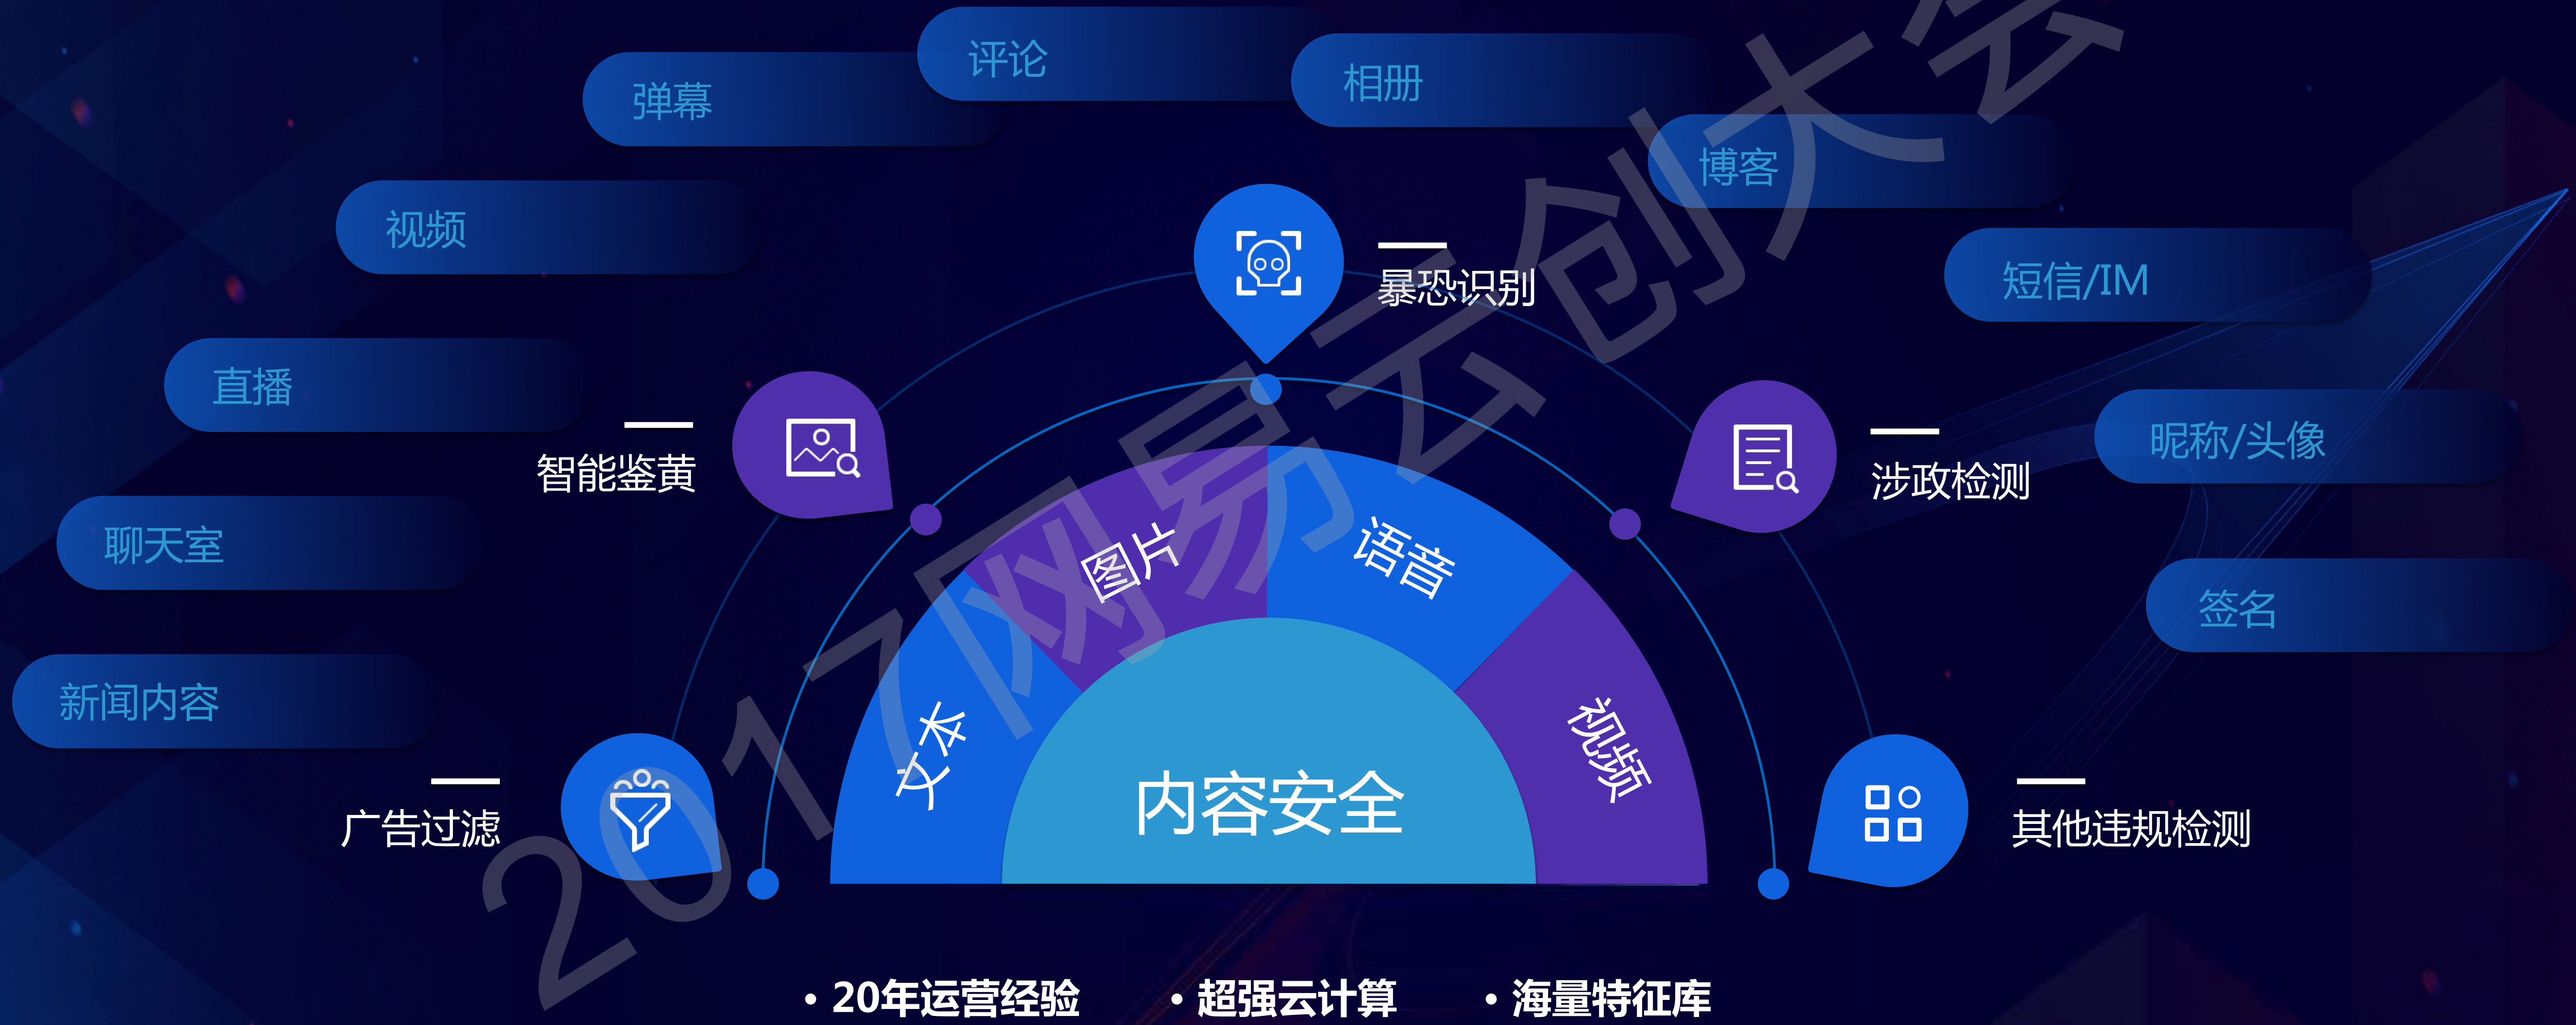 评论
相册
弹幕
博客
视频
短信/IM
直播
昵称/头像
聊天室
签名
新闻内容
暴恐识别
智能鉴黄
涉政检测
广告过滤
其他违规检测
文本
图片
语音
视频
内容安全
• 20年运营经验
• 超强云计算
• 海量特征库
2017网易云创大会